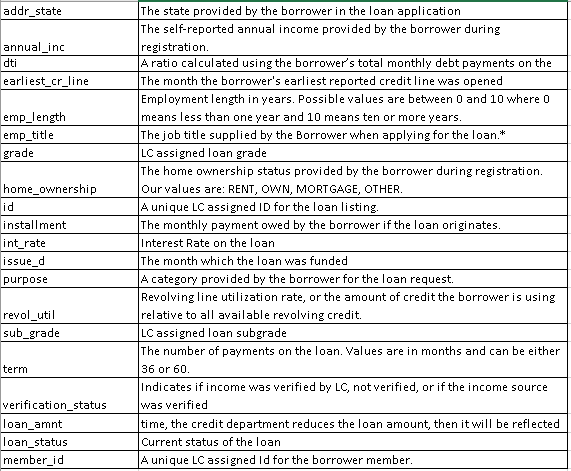 addr_state The state provided by the borrower in the loan application
The self-reported annual income provided by the borrower during
annual_inc registration.
dti A ratio calculated using the borrower's total monthly debt payments on the
earliest_cr_line The month the borrower's earliest reported credit line was opened
Employment length in years. Possible values are between 0 and 10 where 0
emp_length means less than one year and 10 means ten or more years.
emp_title The job title supplied by the Borrower when applying for the loan.*
grade LC assigned loan grade
The home ownership status provided by the borrower during registration.
home_ownership Our values are: RENT, OWN, MORTGAGE, OTHER.
id A unique LC assigned ID for the loan listing.
installment The monthly payment owed by the borrower if the loan originates.
int_rate Interest Rate on the loan
issue_d The month which the loan was funded
purpose A category provided by the borrower for the loan request.
Revolving line utilization rate, or the amount of credit the borrower is using
revol_util relative to all available revolving credit.
sub_grade LC assigned loan subgrade
The number of payments on the loan. Values are in months and can be either
term 36 or 60.
Indicates if income was verified by LC, not verified, or if the income source
verification_status was verified
loan_amnt time, the credit department reduces the loan amount, then it will be reflected
loan_status Current status of the loan
member_id A unique LC assigned Id for the borrower member.